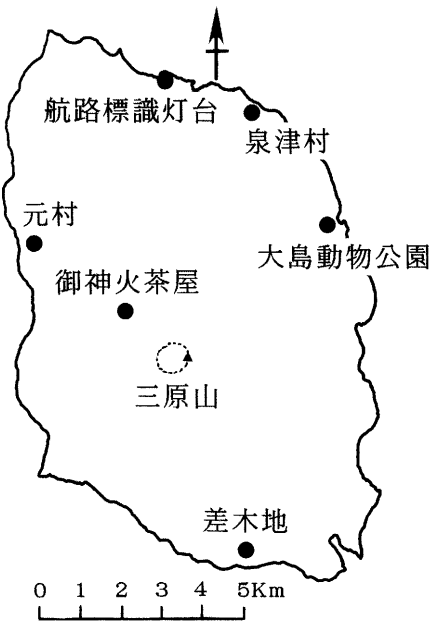 航路標識灯台
泉津村
元村
大島動物公園
御神火茶屋
三原山
差木地
0 1 2 3 4 5Km